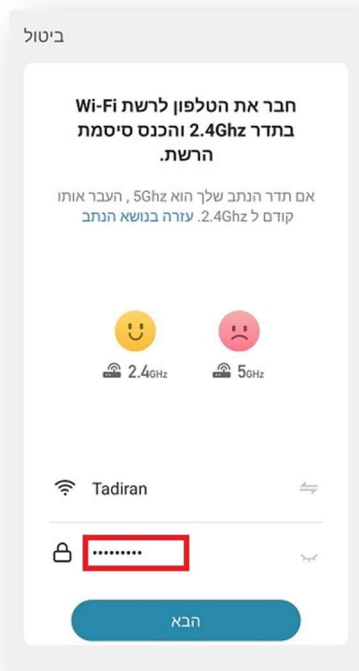 ביטול
חבר את הטלפון לרשת Wi-Fi
בתדר 2.4Ghz והכנס סיסמת
הרשת.
אם תדר הנתב שלך הוא 5Ghz , העבר אותו
קודם ל 2.4Ghz. עזרה בנושא הנתב
2.4GHz 5GHz
Tadiran
•••••••••
הבא